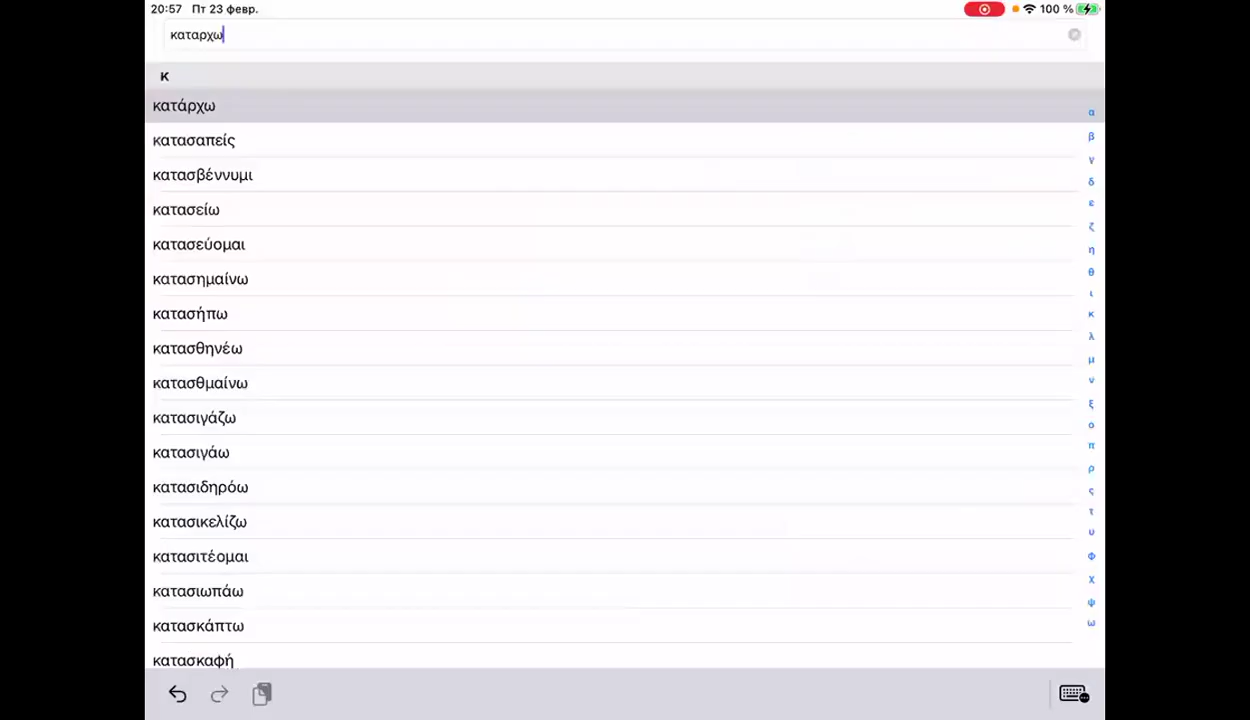 20:57 Пт 23 февр. 100 %
καταρχω
κ
κατάρχω
κατασαπείς
κατασβέννυμι
κατασείω
κατασεύομαι
κατασημαίνω
κατασήπω
κατασθηνέω
κατασθμαίνω
κατασιγάζω
κατασιγάω
κατασιδηρόω
κατασικελίζω
κατασιτέομαι
κατασιωπάω
κατασκάπτω
κατασκαφή
α
β
γ
δ
ε
ζ
η
θ
ι
κ
λ
μ
ν
ξ
ο
π
ρ
ς
τ
υ
φ
χ
ψ
ω